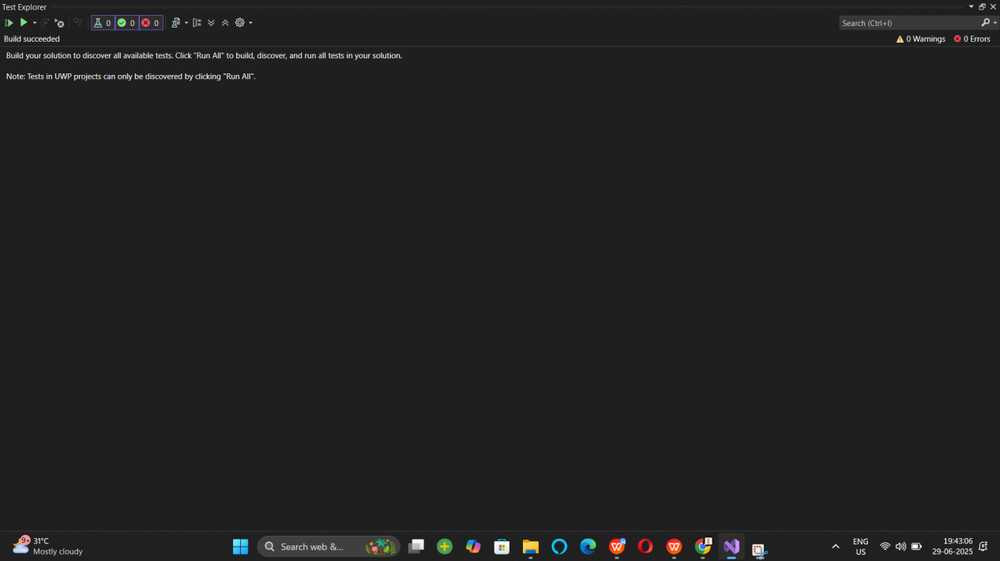 Test Explorer
0 0 0
Search (Ctrl+I)
Build succeeded
0 Warnings 0 Errors
Build your solution to discover all available tests. Click "Run All" to build, discover, and run all tests in your solution.
Note: Tests in UWP projects can only be discovered by clicking "Run All".
9+
31°C
Mostly cloudy
Search web &...
ENG
US
19:43:06
29-06-2025